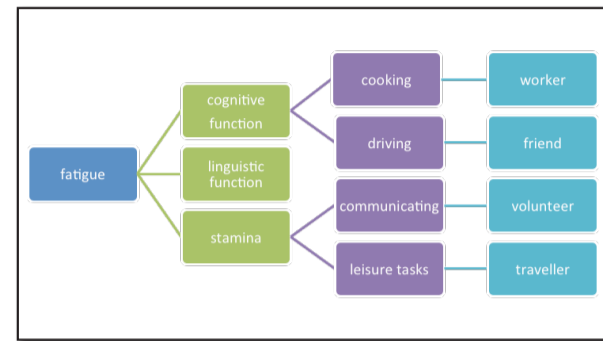 fatigue
cognitive
function
linguistic
function
stamina
cooking
driving
communicating
leisure tasks
worker
friend
volunteer
traveller